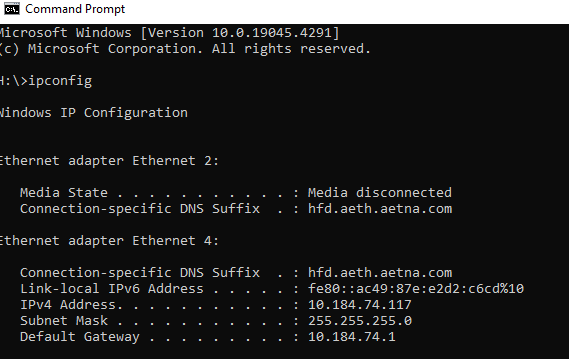 Command Prompt
Microsoft Windows [Version 10.0.19045.4291]
(c) Microsoft Corporation. All rights reserved.
H:\>ipconfig
Windows IP Configuration
Ethernet adapter Ethernet 2:
Media State . . . . . . . . . . . : Media disconnected
Connection-specific DNS Suffix  . : hfd.aeth.aetna.com
Ethernet adapter Ethernet 4:
Connection-specific DNS Suffix  . : hfd.aeth.aetna.com
Link-local IPv6 Address . . . . . : fe80::ac49:87e:e2d2:c6cd%10
IPv4 Address. . . . . . . . . . . : 10.184.74.117
Subnet Mask . . . . . . . . . . . : 255.255.255.0
Default Gateway . . . . . . . . . : 10.184.74.1